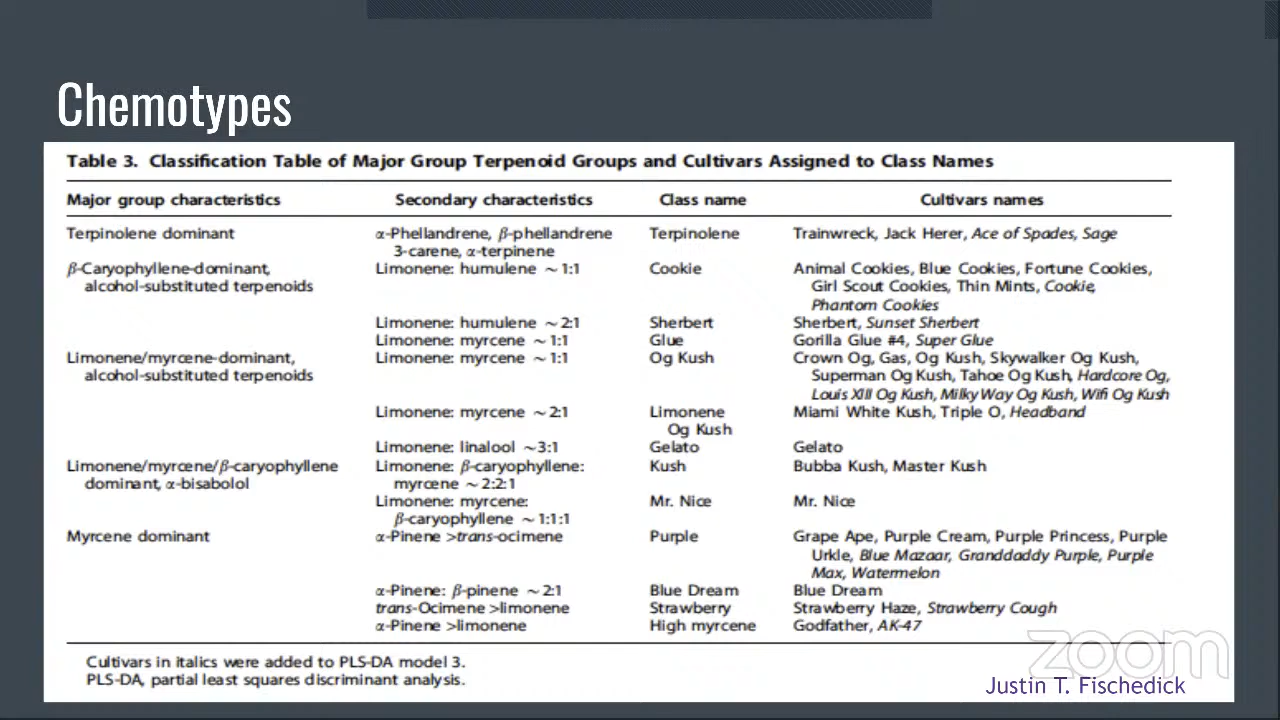 Chemotypes
Table 3. Classification Table of Major Group Terpenoid Groups and Cultivars Assigned to Class Names
Major group characteristics Secondary characteristics Class name Cultivars names
Terpinolene dominant α-Phellandrene, β-phellandrene Terpinolene Trainwreck, Jack Herer, Ace of Spades, Sage
3-carene, α-terpinene
β-Caryophyllene-dominant, Limonene: humulene ~ 1:1 Cookie Animal Cookies, Blue Cookies, Fortune Cookies,
alcohol-substituted terpenoids Girl Scout Cookies, Thin Mints, Cookie,
Phantom Cookies
Limonene: humulene ~ 2:1 Sherbert Sherbert, Sunset Sherbert
Limonene: myrcene ~ 1:1 Glue Gorilla Glue #4, Super Glue
Limonene/myrcene-dominant, Limonene: myrcene ~ 1:1 Og Kush Crown Og, Gas, Og Kush, Skywalker Og Kush,
alcohol-substituted terpenoids Superman Og Kush, Tahoe Og Kush, Hardcore Og,
Louis XIII Og Kush, Milky Way Og Kush, Wifi Og Kush
Limonene: myrcene ~ 2:1 Limonene Miami White Kush, Triple O, Headband
Og Kush
Limonene: linalool ~3:1 Gelato Gelato
Limonene/myrcene/β-caryophyllene Limonene: β-caryophyllene: Kush Bubba Kush, Master Kush
dominant, α-bisabolol myrcene ~ 2:2:1
Limonene: myrcene: Mr. Nice Mr. Nice
β-caryophyllene ~ 1:1:1
Myrcene dominant α-Pinene >trans-ocimene Purple Grape Ape, Purple Cream, Purple Princess, Purple
Urkle, Blue Mazaar, Granddaddy Purple, Purple
Max, Watermelon
α-Pinene: β-pinene ~ 2:1 Blue Dream Blue Dream
trans-Ocimene >limonene Strawberry Strawberry Haze, Strawberry Cough
α-Pinene >limonene High myrcene Godfather, AK-47
Cultivars in italics were added to PLS-DA model 3.
PLS-DA, partial least squares discriminant analysis.
zoom
Justin T. Fischedick